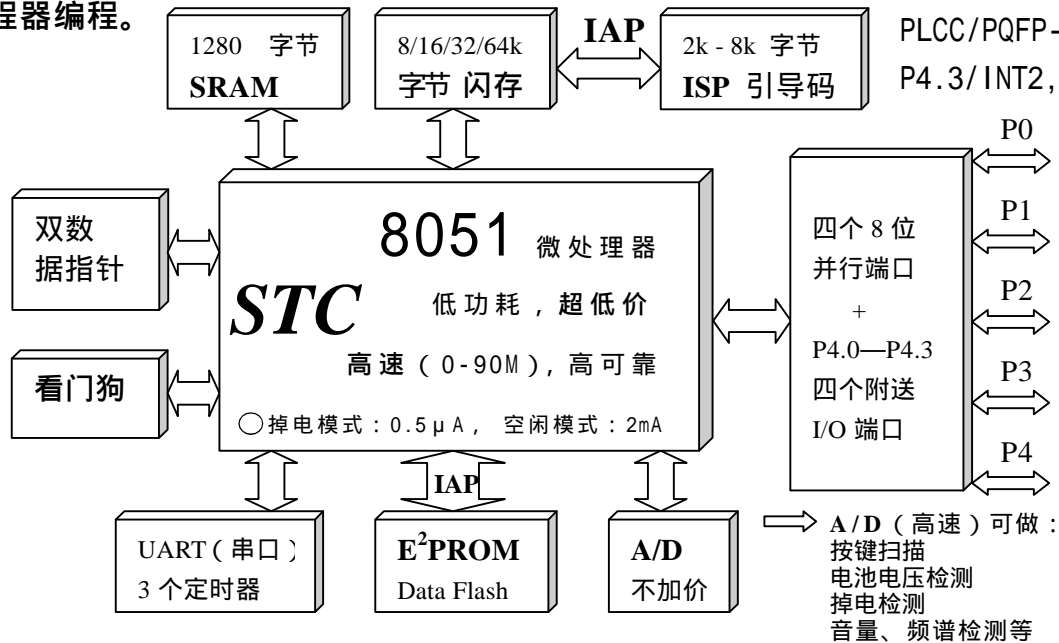 程器编程。
1280 字节
SRAM
8/16/32/64k
字节 闪存
IAP
2k - 8k 字节
ISP 引导码
PLCC/PQFP-
P4.3/INT2,
双数
据指针
看门狗
8051 微处理器
STC
低功耗，超低价
高速（0-90M），高可靠
○掉电模式：0.5μA， 空闲模式：2mA
四个 8 位
并行端口
+
P4.0—P4.3
四个附送
I/O 端口
P0
P1
P2
P3
P4
UART（串口）
3 个定时器
IAP
E²PROM
Data Flash
A/D
不加价
A/D（高速）可做：
按键扫描
电池电压检测
掉电检测
音量、频谱检测等